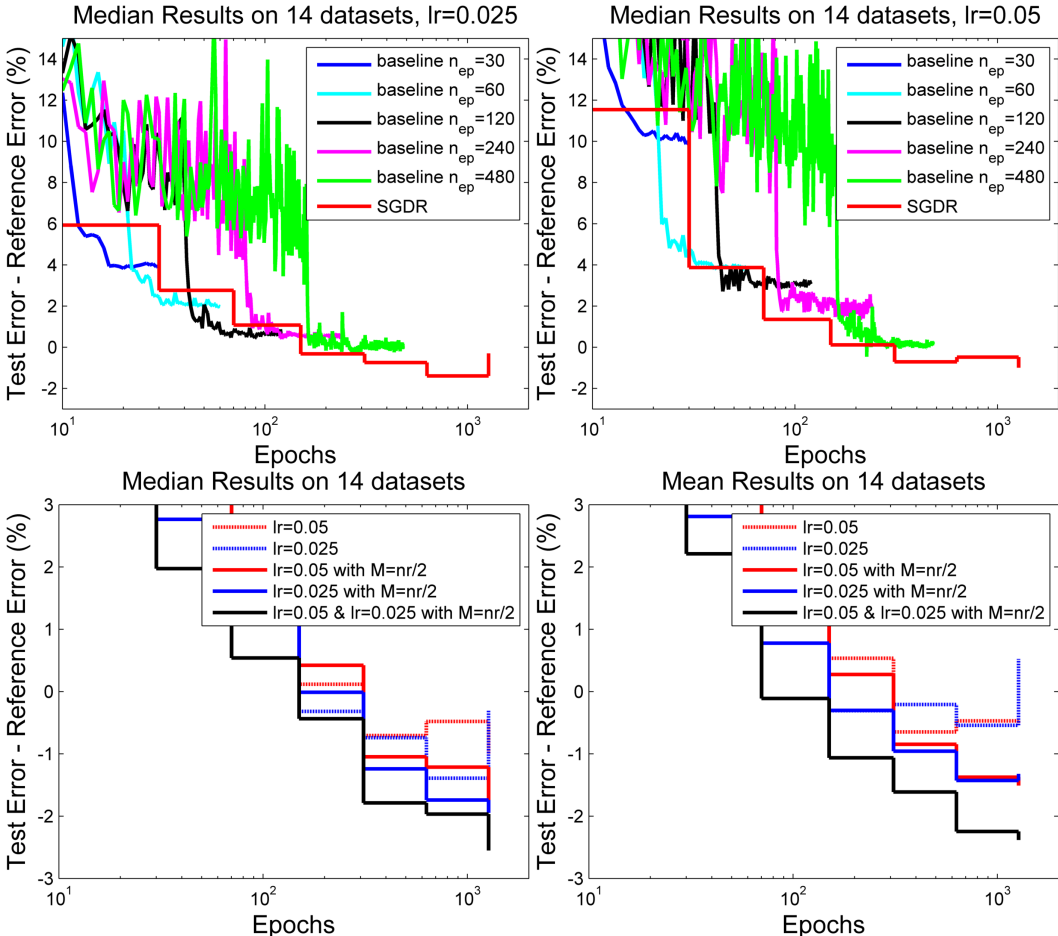 Median Results on 14 datasets, lr=0.025
Test Error - Reference Error (%)
14
12
10
8
6
4
2
0
-2
baseline n_ep=30
baseline n_ep=60
baseline n_ep=120
baseline n_ep=240
baseline n_ep=480
SGDR
10^1
10^2
10^3
Epochs
Median Results on 14 datasets, lr=0.05
Test Error - Reference Error (%)
14
12
10
8
6
4
2
0
-2
baseline n_ep=30
baseline n_ep=60
baseline n_ep=120
baseline n_ep=240
baseline n_ep=480
SGDR
10^1
10^2
10^3
Epochs
Median Results on 14 datasets
Test Error - Reference Error (%)
3
2
1
0
-1
-2
-3
lr=0.05
lr=0.025
lr=0.05 with M=nr/2
lr=0.025 with M=nr/2
lr=0.05 & lr=0.025 with M=nr/2
10^1
10^2
10^3
Epochs
Mean Results on 14 datasets
Test Error - Reference Error (%)
3
2
1
0
-1
-2
-3
lr=0.05
lr=0.025
lr=0.05 with M=nr/2
lr=0.025 with M=nr/2
lr=0.05 & lr=0.025 with M=nr/2
10^1
10^2
10^3
Epochs